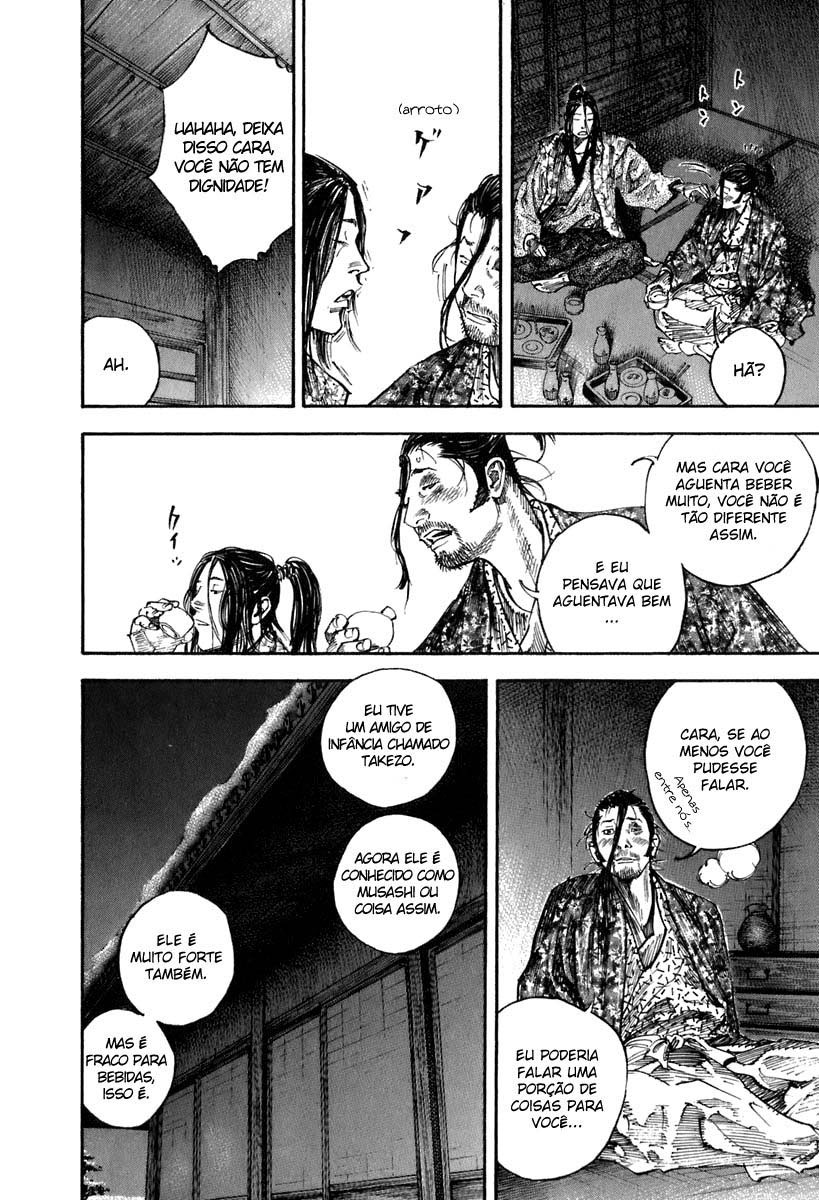 トン
トン
HÃ?
(arroto)
ゲアっ
UAHAHA, DEIXA
DISSO CARA,
VOCÊ NÃO TEM
DIGNIDADE!
AH.
MAS CARA VOCÊ
AGUENTA BEBER
MUITO, VOCÊ NÃO É
TÃO DIFERENTE
ASSIM.
E EU
PENSAVA QUE
AGUENTAVA BEM
...
CARA, SE AO
MENOS VOCÊ
PUDESSE
FALAR.
Apenas
entre nós.
EU PODERIA
FALAR UMA
PORÇÃO DE
COISAS PARA
VOCÊ...
EU TIVE
UM AMIGO DE
INFÂNCIA CHAMADO
TAKEZO.
AGORA ELE É
CONHECIDO COMO
MUSASHI OU
COISA ASSIM.
ELE É
MUITO FORTE
TAMBÉM.
MAS É
FRACO PARA
BEBIDAS,
ISSO É.